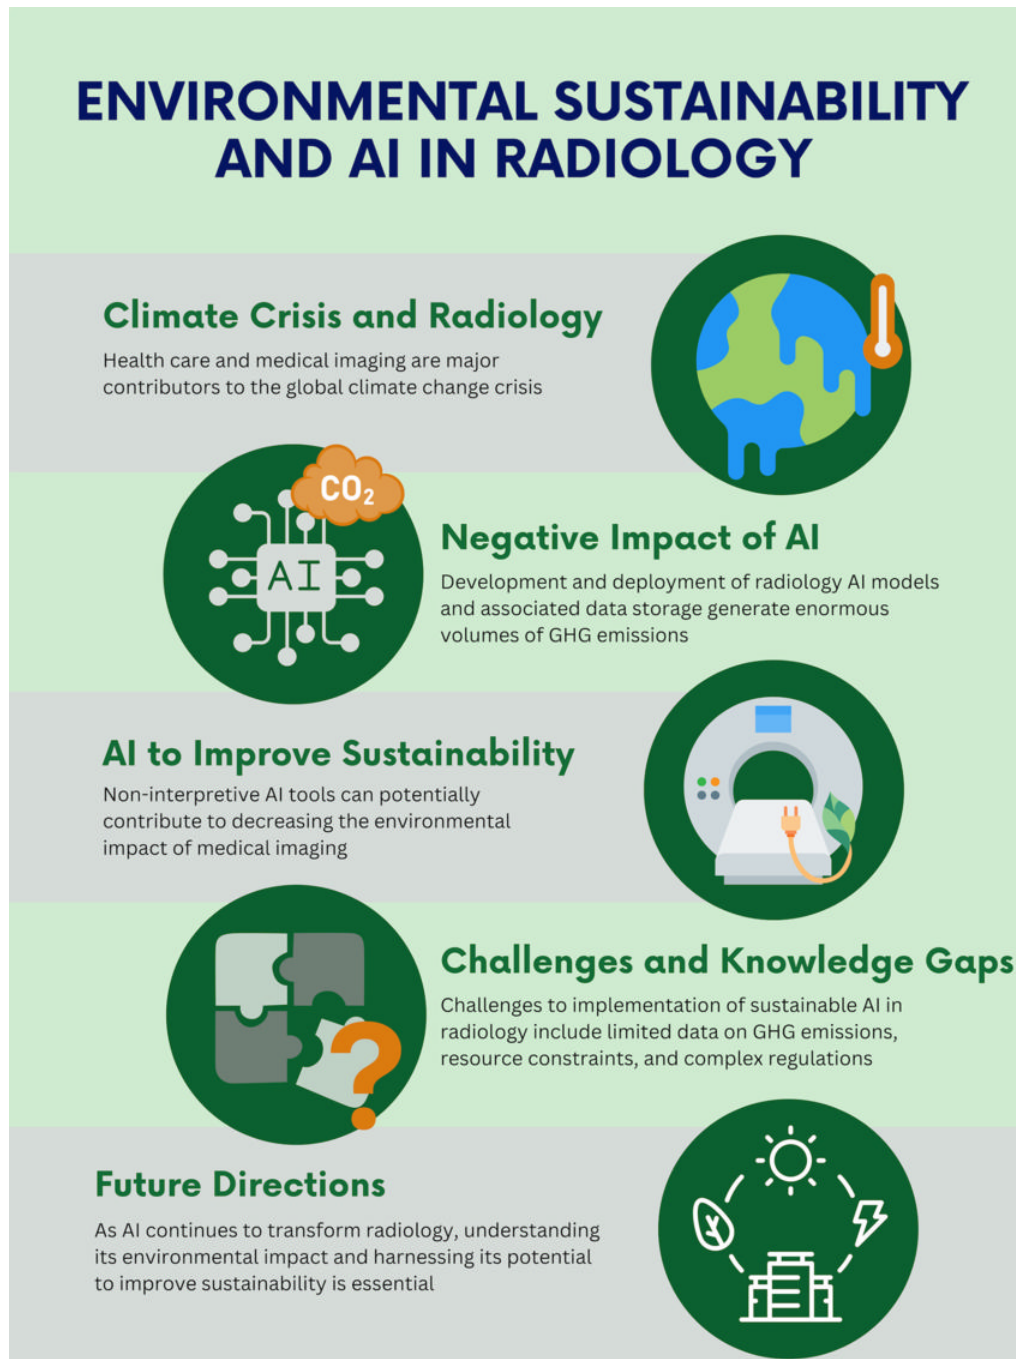 ENVIRONMENTAL SUSTAINABILITY
AND AI IN RADIOLOGY
Climate Crisis and Radiology
Health care and medical imaging are major
contributors to the global climate change crisis
CO₂
AI
Negative Impact of AI
Development and deployment of radiology AI models
and associated data storage generate enormous
volumes of GHG emissions
AI to Improve Sustainability
Non-interpretive AI tools can potentially
contribute to decreasing the environmental
impact of medical imaging
?
Challenges and Knowledge Gaps
Challenges to implementation of sustainable AI in
radiology include limited data on GHG emissions,
resource constraints, and complex regulations
Future Directions
As AI continues to transform radiology, understanding
its environmental impact and harnessing its potential
to improve sustainability is essential